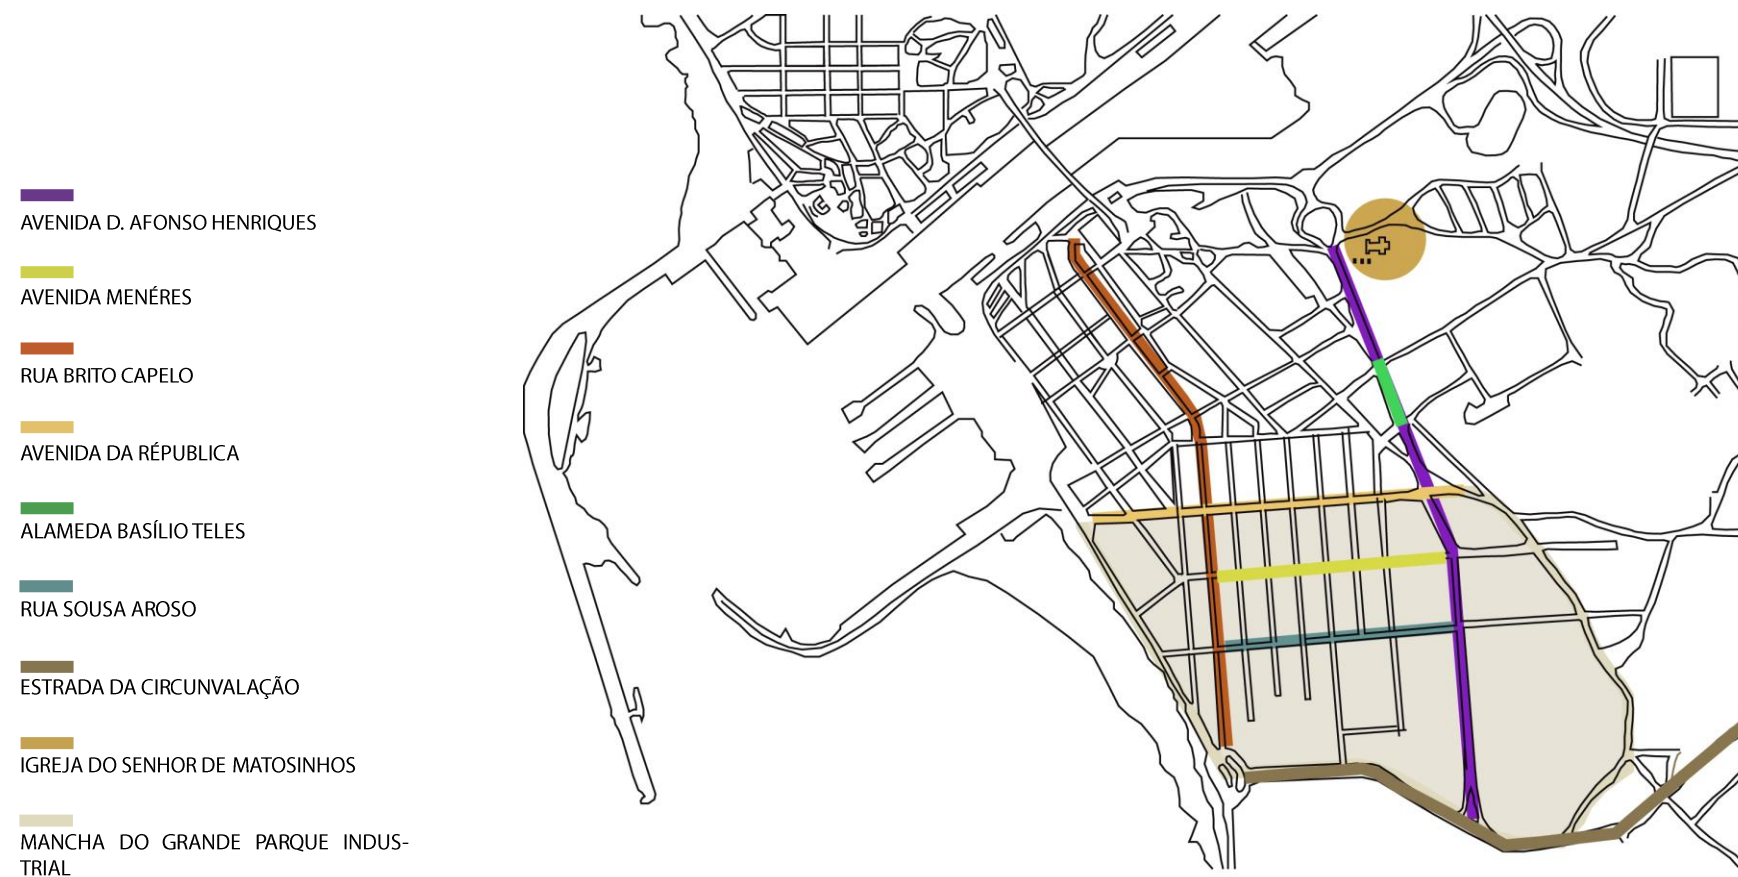 AVENIDA D. AFONSO HENRIQUES
AVENIDA MENÉRES
RUA BRITO CAPELO
AVENIDA DA RÉPUBLICA
ALAMEDA BASÍLIO TELES
RUA SOUSA AROSO
ESTRADA DA CIRCUNVALAÇÃO
IGREJA DO SENHOR DE MATOSINHOS
MANCHA DO GRANDE PARQUE INDUS-
TRIAL